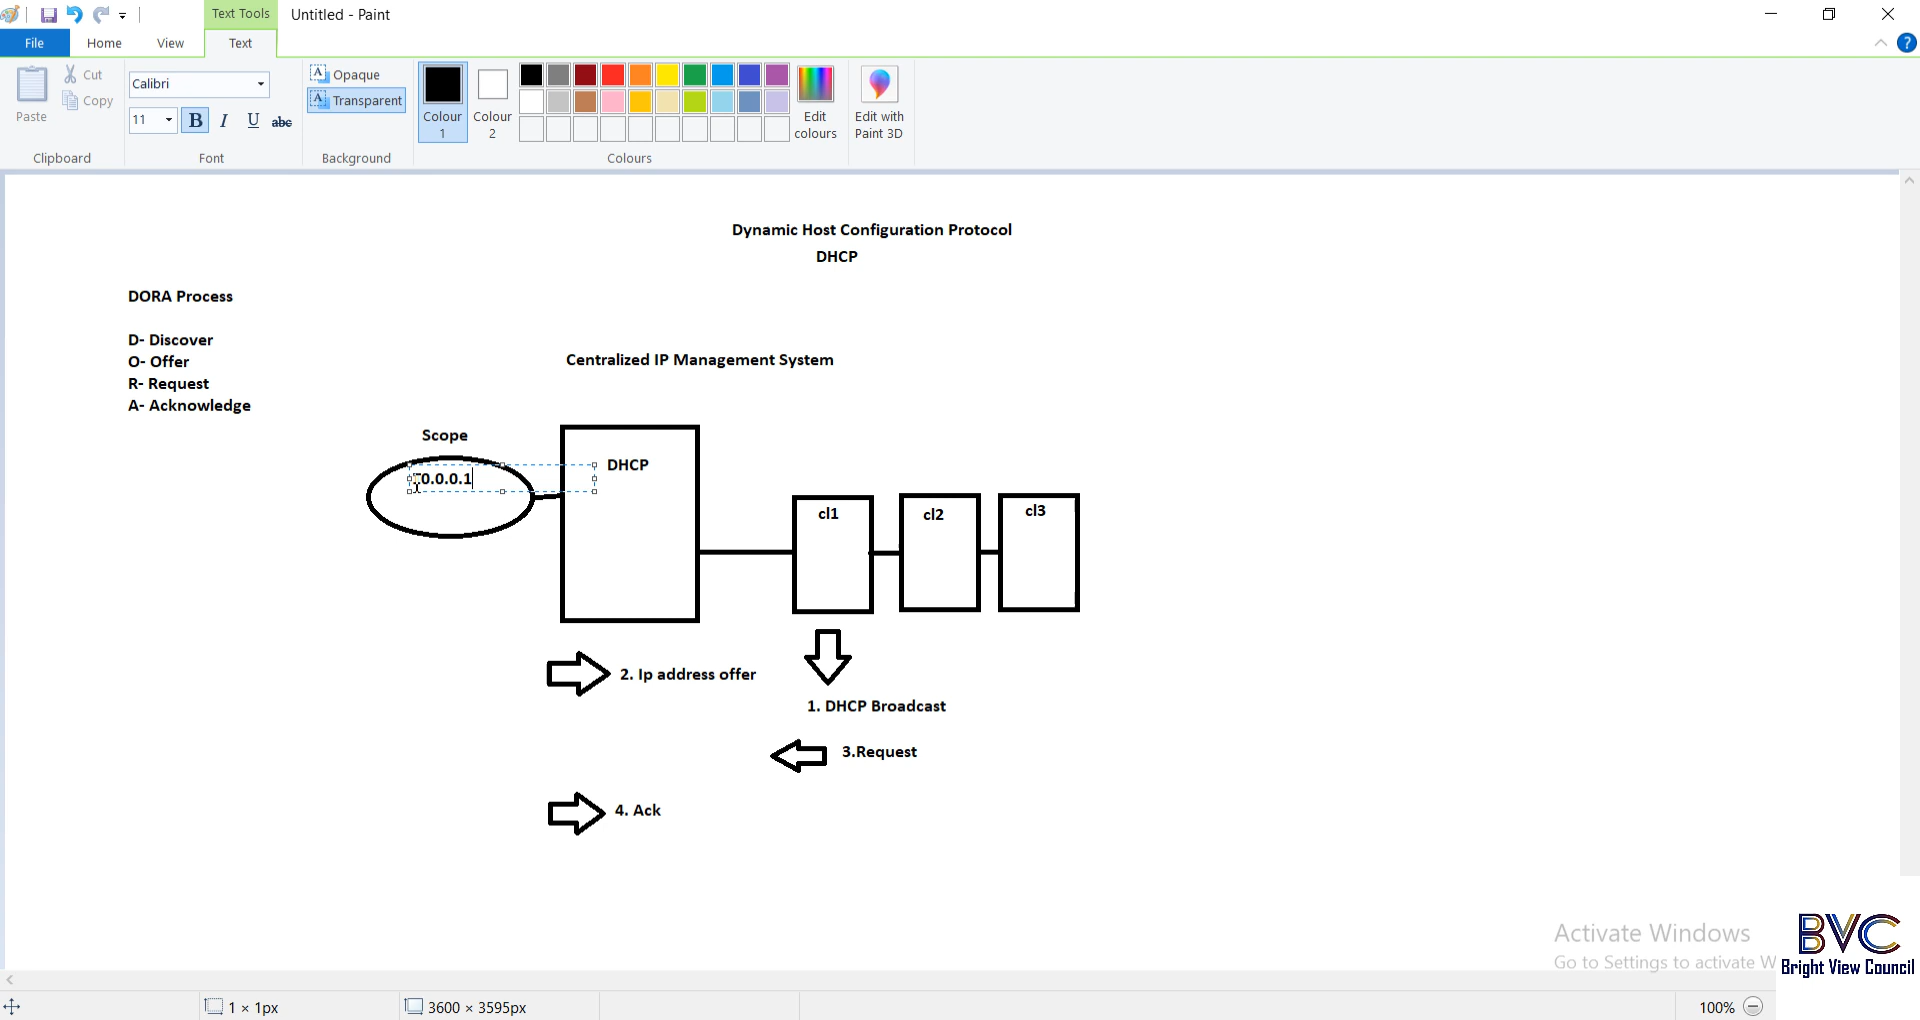 Text Tools
Untitled - Paint
File
Home
View
Text
Paste
Cut
Copy
Clipboard
Calibri
11
B I U abc
Font
Opaque
Transparent
Background
Colour 1
Colour 2
Edit colours
Colours
Edit with Paint 3D
Dynamic Host Configuration Protocol
DHCP
DORA Process
D- Discover
O- Offer
R- Request
A- Acknowledge
Centralized IP Management System
Scope
0.0.0.1
DHCP
cl1
cl2
cl3
2. Ip address offer
1. DHCP Broadcast
3.Request
4. Ack
Activate Windows
Go to Settings to activate W
BVC
Bright View Council
1 × 1px
3600 × 3595px
100%